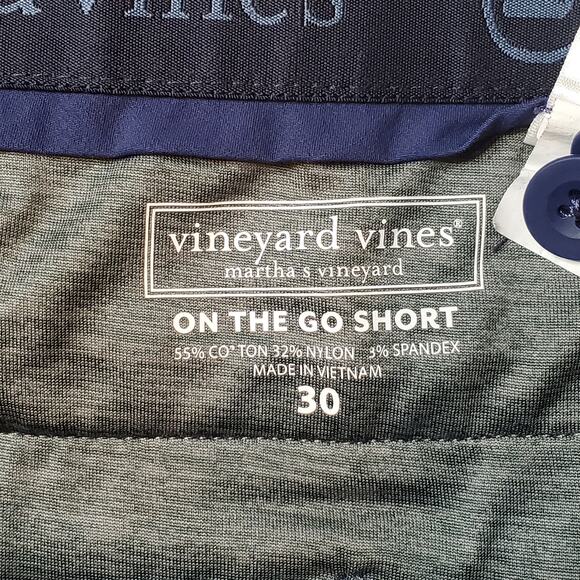 vines
vineyard vines®
martha s vineyard
ON THE GO SHORT
55% CO TON 32% NYLON 3% SPANDEX
MADE IN VIETNAM
30